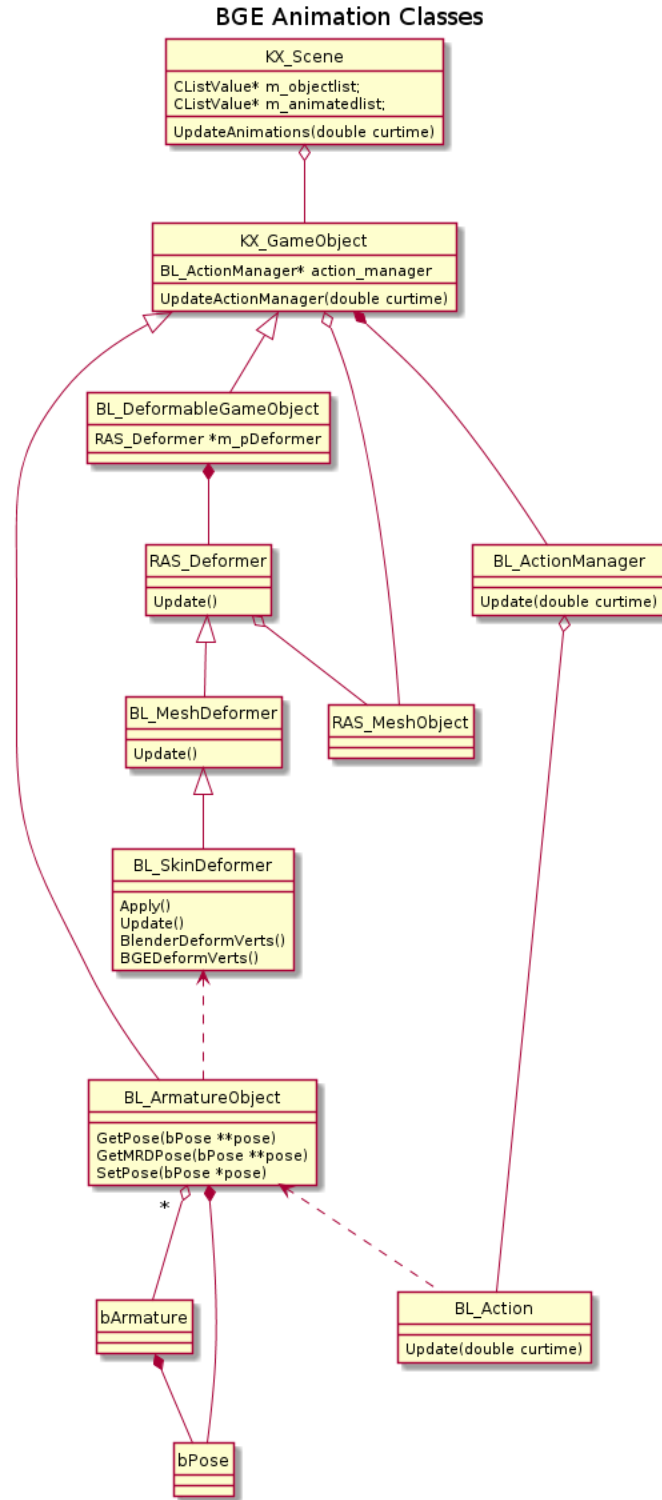 BGE Animation Classes
KX_Scene
CListValue* m_objectlist;
CListValue* m_animatedlist;
UpdateAnimations(double curtime)
KX_GameObject
BL_ActionManager* action_manager
UpdateActionManager(double curtime)
BL_DeformableGameObject
RAS_Deformer *m_pDeformer
RAS_Deformer
Update()
BL_ActionManager
Update(double curtime)
BL_MeshDeformer
Update()
RAS_MeshObject
BL_SkinDeformer
Apply()
Update()
BlenderDeformVerts()
BGEDeformVerts()
BL_ArmatureObject
GetPose(bPose **pose)
GetMRDPose(bPose **pose)
SetPose(bPose *pose)
*
bArmature
BL_Action
Update(double curtime)
bPose